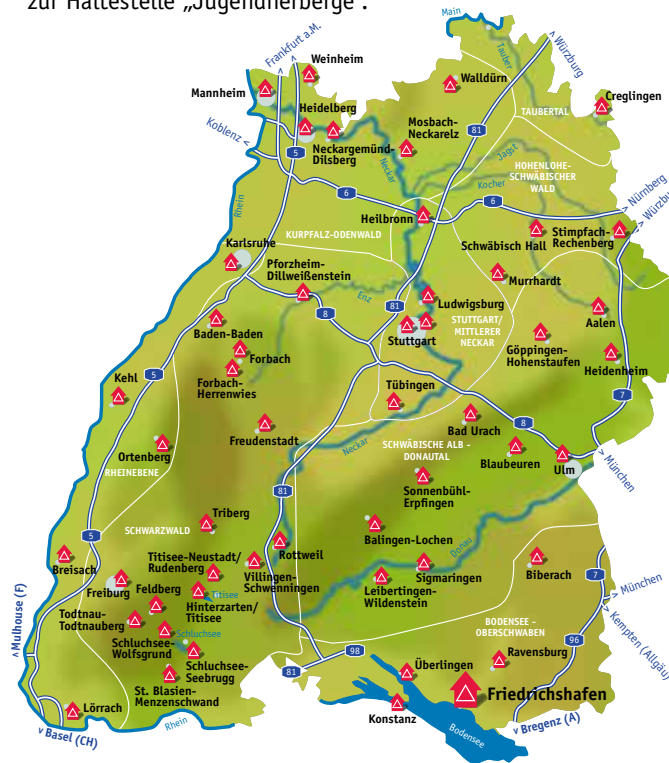 zur Haltestelle „Jugendherberge“.
Main
Frankfurt a.M.
Weinheim
Tauber
Würzburg
Walldürn
Mannheim
Creglingen
Heidelberg
TAUBERTAL
Mosbach-
Neckarelz
Koblenz
81
5
Neckargemünd-
Dilsberg
Neckar
Jagst
HOHENLOHE-
SCHWÄBISCHER
WALD
Kocher
6
6
Nürnberg
Würzburg
Rhein
Heilbronn
KURPFALZ-ODENWALD
Schwäbisch Hall
Stimpfach-
Rechenberg
Karlsruhe
Pforzheim-
Dillweißenstein
Murrhardt
Enz
81
Ludwigsburg
8
STUTTGART/
MITTLERER
NECKAR
Aalen
Baden-Baden
Stuttgart
Forbach
Göppingen-
Hohenstaufen
Heidenheim
Forbach-
Herrenwies
5
Kehl
Tübingen
7
Freudenstadt
Bad Urach
8
Neckar
SCHWÄBISCHE ALB -
DONAUTAL
Ortenberg
Blaubeuren
Ulm
München
RHEINEBENE
Sonnenbühl-
Erpfingen
81
Triberg
SCHWARZWALD
Balingen-Lochen
5
Rottweil
Donau
Breisach
Titisee-Neustadt/
Rudenberg
Villingen-
Schwenningen
Sigmaringen
Biberach
7
Freiburg
Feldberg
Titisee
Hinterzarten/
Titisee
Leibertingen-
Wildenstein
München
Mulhouse (F)
Todtnau-
Todtnauberg
Schluchsee
Schluchsee-
Wolfsgrund
BODENSEE -
OBERSCHWABEN
Kempten (Allgäu)
96
98
Schluchsee-
Seebrugg
81
Überlingen
Ravensburg
St. Blasien-
Menzenschwand
Friedrichshafen
Lörrach
Konstanz
Rhein
Bodensee
Basel (CH)
Bregenz (A)